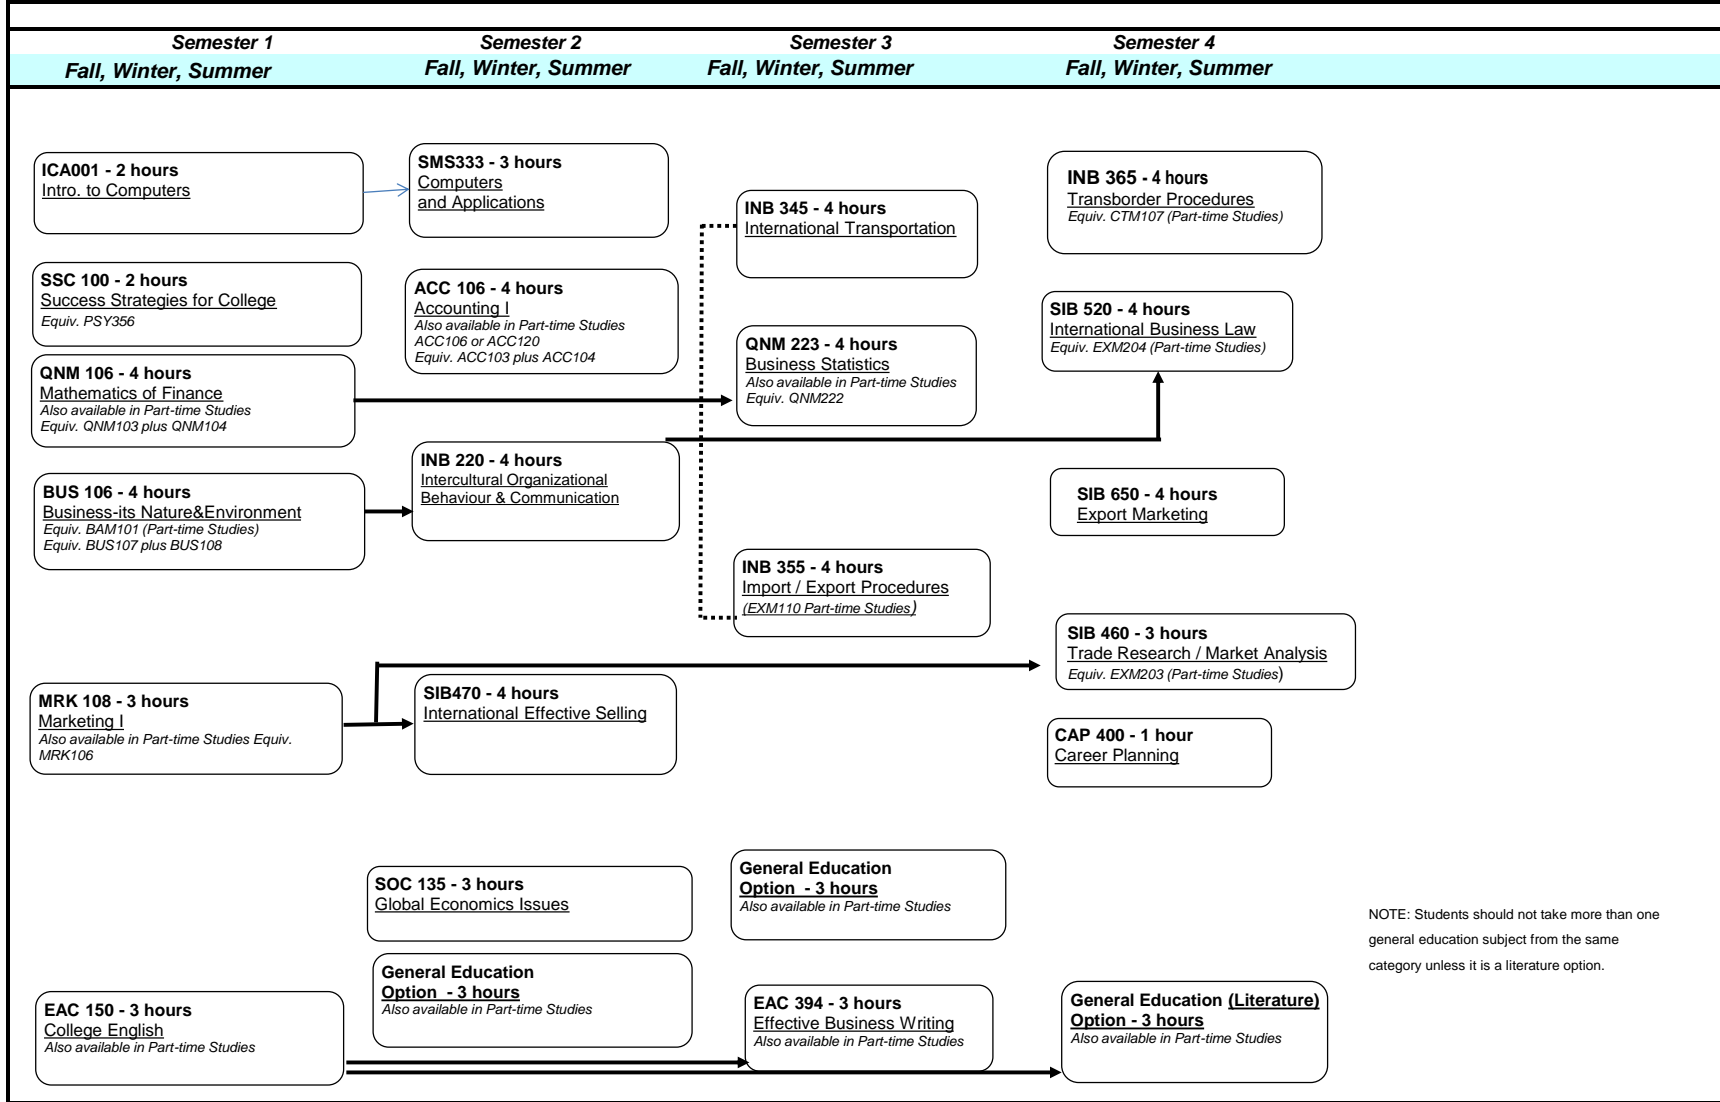 Semester 1
Semester 2
Semester 3
Semester 4
Fall, Winter, Summer
Fall, Winter, Summer
Fall, Winter, Summer
Fall, Winter, Summer
ICA001 - 2 hours
Intro. to Computers
SSC 100 - 2 hours
Success Strategies for College
Equiv. PSY356
QNM 106 - 4 hours
Mathematics of Finance
Also available in Part-time Studies
Equiv. QNM103 plus QNM104
BUS 106 - 4 hours
Business-its Nature&Environment
Equiv. BAM101 (Part-time Studies)
Equiv. BUS107 plus BUS108
MRK 108 - 3 hours
Marketing I
Also available in Part-time Studies Equiv.
MRK106
EAC 150 - 3 hours
College English
Also available in Part-time Studies
SMS333 - 3 hours
Computers
and Applications
ACC 106 - 4 hours
Accounting I
Also available in Part-time Studies
ACC106 or ACC120
Equiv. ACC103 plus ACC104
INB 220 - 4 hours
Intercultural Organizational
Behaviour & Communication
SIB470 - 4 hours
International Effective Selling
SOC 135 - 3 hours
Global Economics Issues
General Education
Option  - 3 hours
Also available in Part-time Studies
INB 345 - 4 hours
International Transportation
QNM 223 - 4 hours
Business Statistics
Also available in Part-time Studies
Equiv. QNM222
INB 355 - 4 hours
Import / Export Procedures
(EXM110 Part-time Studies)
General Education
Option  - 3 hours
Also available in Part-time Studies
EAC 394 - 3 hours
Effective Business Writing
Also available in Part-time Studies
INB 365 - 4 hours
Transborder Procedures
Equiv. CTM107 (Part-time Studies)
SIB 520 - 4 hours
International Business Law
Equiv. EXM204 (Part-time Studies)
SIB 650 - 4 hours
Export Marketing
SIB 460 - 3 hours
Trade Research / Market Analysis
Equiv. EXM203 (Part-time Studies)
CAP 400 - 1 hour
Career Planning
General Education (Literature)
Option - 3 hours
Also available in Part-time Studies
NOTE: Students should not take more than one
general education subject from the same
category unless it is a literature option.